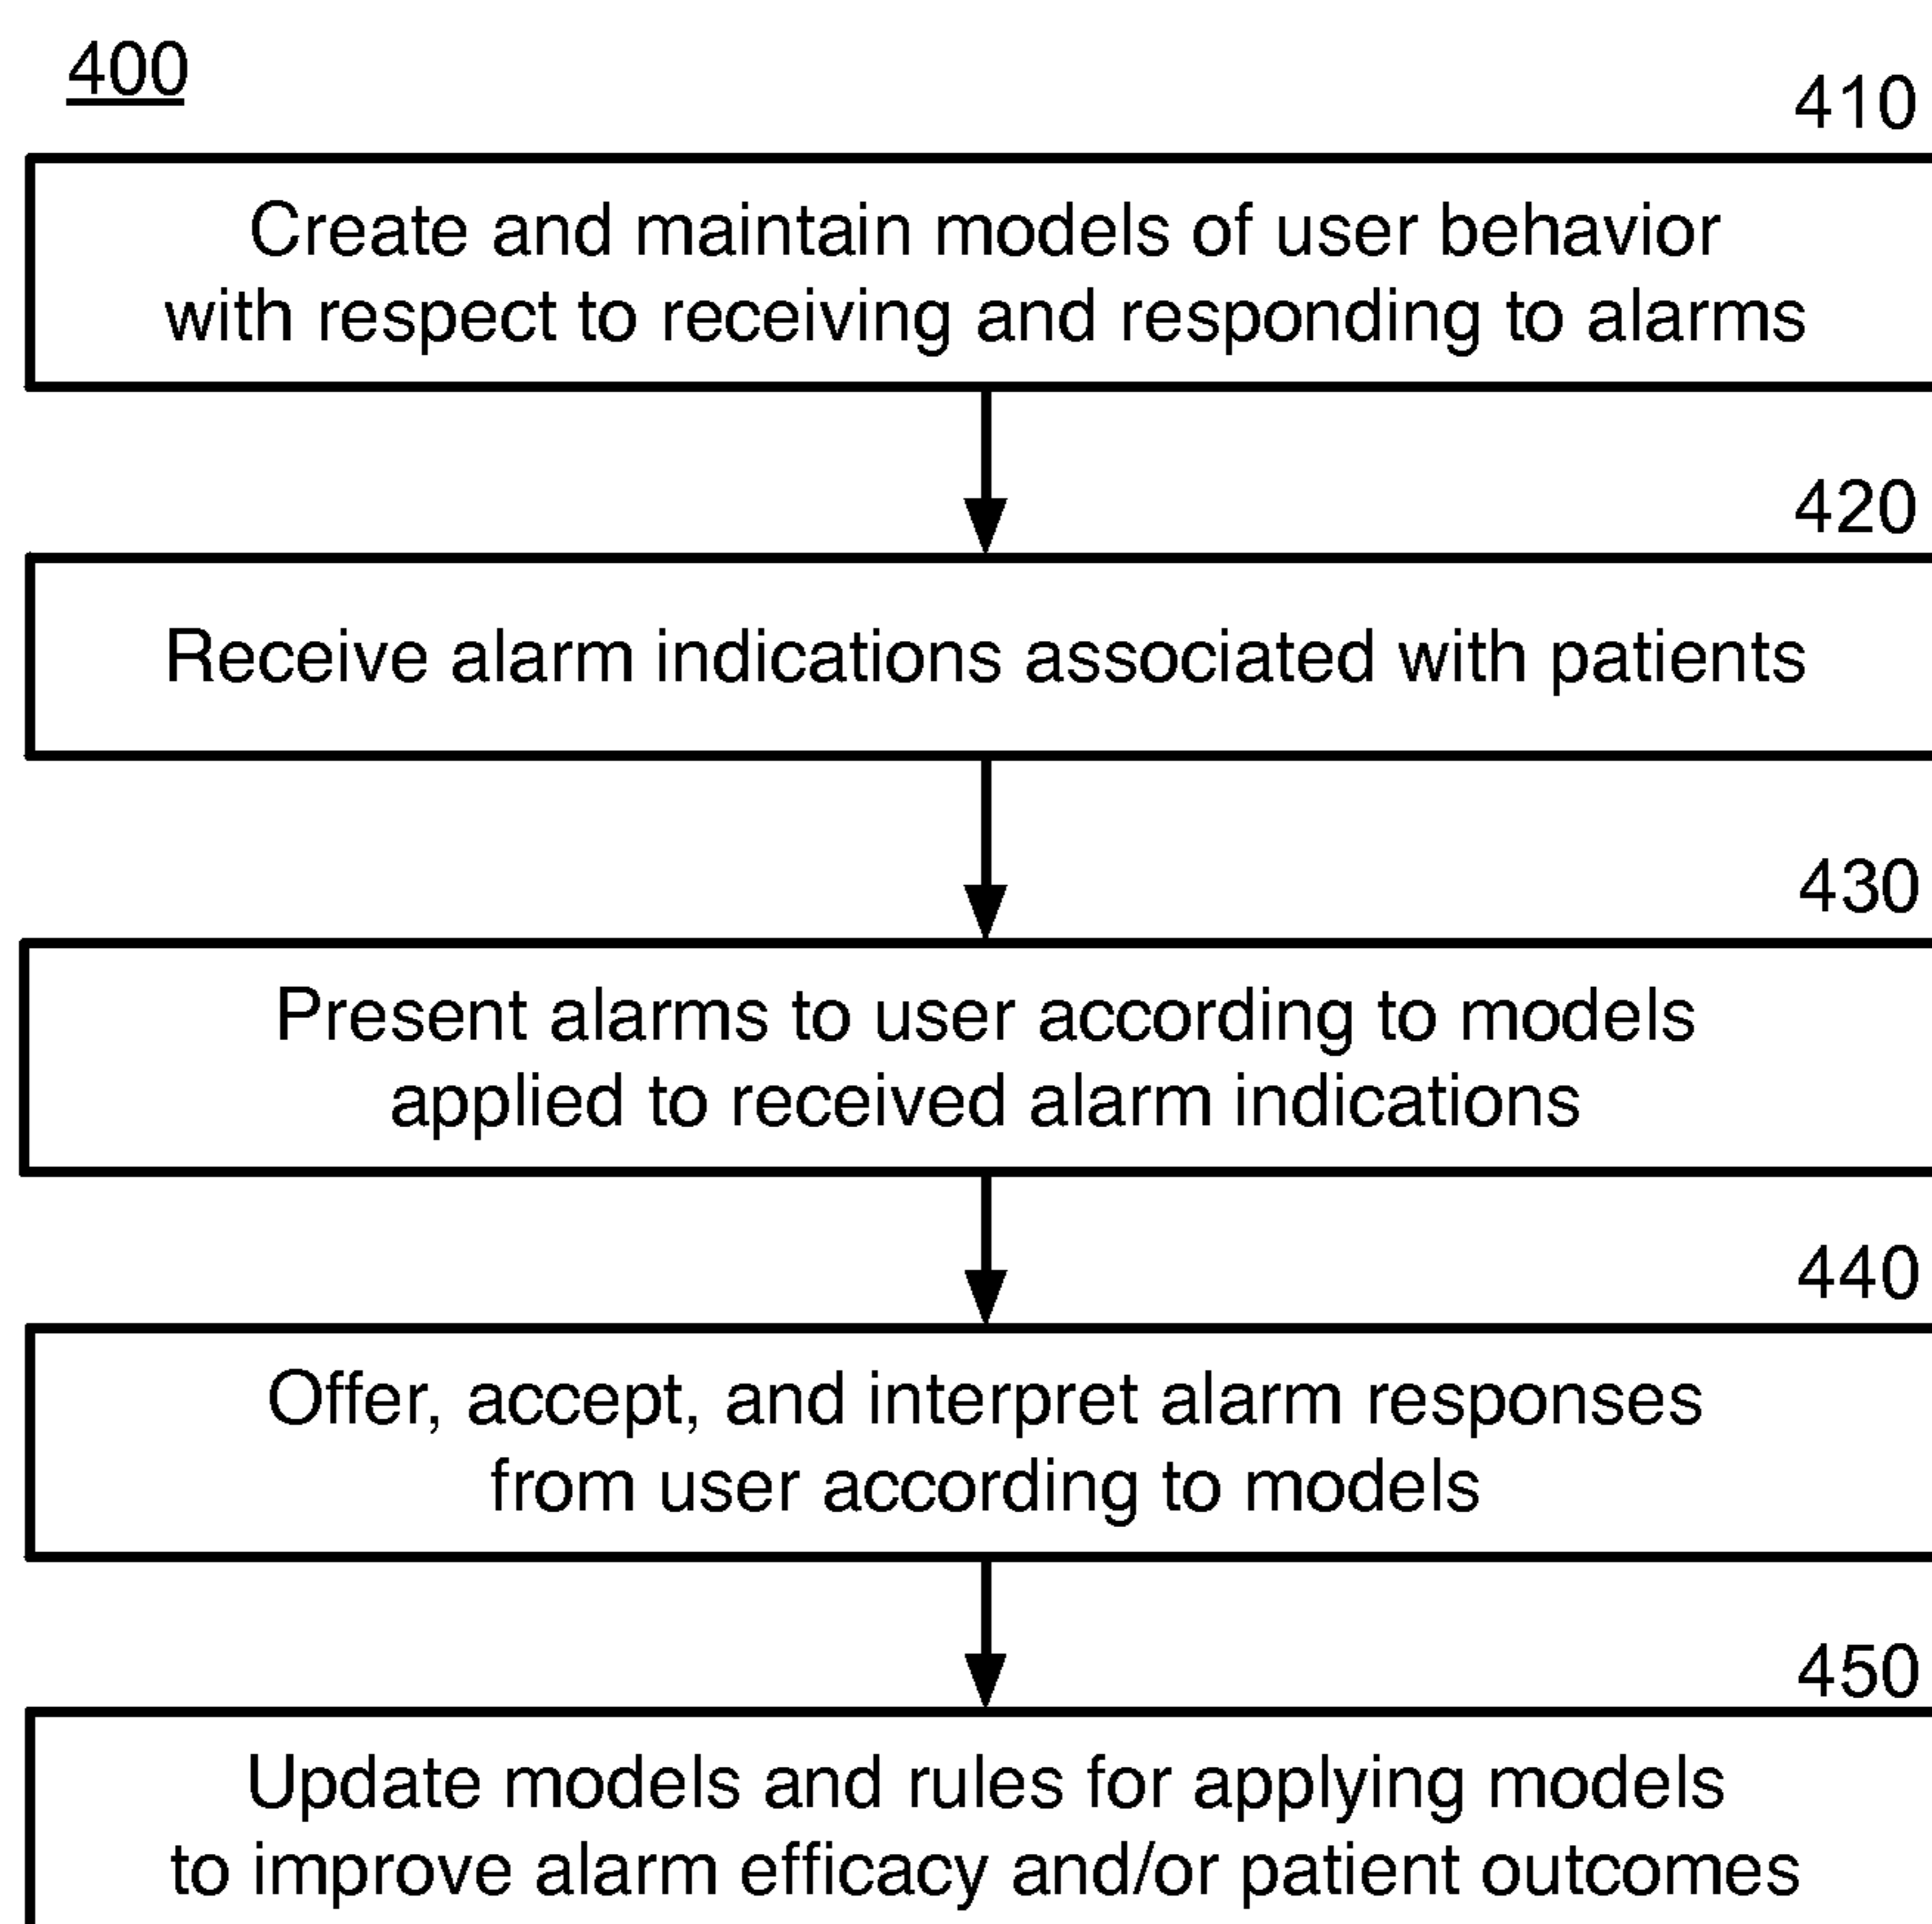 400
410
Create and maintain models of user behavior
with respect to receiving and responding to alarms
420
Receive alarm indications associated with patients
430
Present alarms to user according to models
applied to received alarm indications
440
Offer, accept, and interpret alarm responses
from user according to models
450
Update models and rules for applying models
to improve alarm efficacy and/or patient outcomes